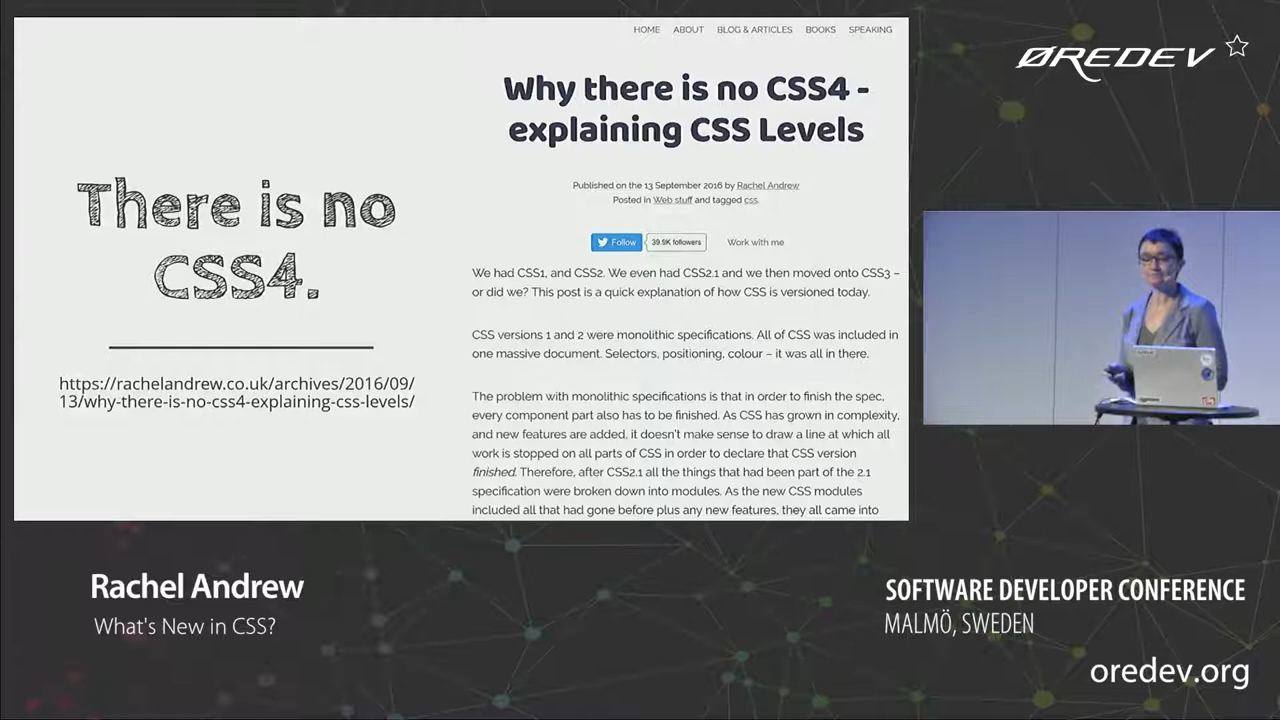 HOME ABOUT BLOG & ARTICLES BOOKS SPEAKING
There is no
CSS4.
https://rachelandrew.co.uk/archives/2016/09/
13/why-there-is-no-css4-explaining-css-levels/
Why there is no CSS4 -
explaining CSS Levels
Published on the 13 September 2016 by Rachel Andrew
Posted in Web stuff and tagged css.
Follow 39.9K followers Work with me
We had CSS1, and CSS2. We even had CSS2.1 and we then moved onto CSS3 –
or did we? This post is a quick explanation of how CSS is versioned today.
CSS versions 1 and 2 were monolithic specifications. All of CSS was included in
one massive document. Selectors, positioning, colour – it was all in there.
The problem with monolithic specifications is that in order to finish the spec,
every component part also has to be finished. As CSS has grown in complexity,
and new features are added, it doesn't make sense to draw a line at which all
work is stopped on all parts of CSS in order to declare that CSS version
finished. Therefore, after CSS2.1 all the things that had been part of the 2.1
specification were broken down into modules. As the new CSS modules
included all that had gone before plus any new features, they all came into
ØREDEV
Rachel Andrew
What's New in CSS?
SOFTWARE DEVELOPER CONFERENCE
MALMÖ, SWEDEN
oredev.org